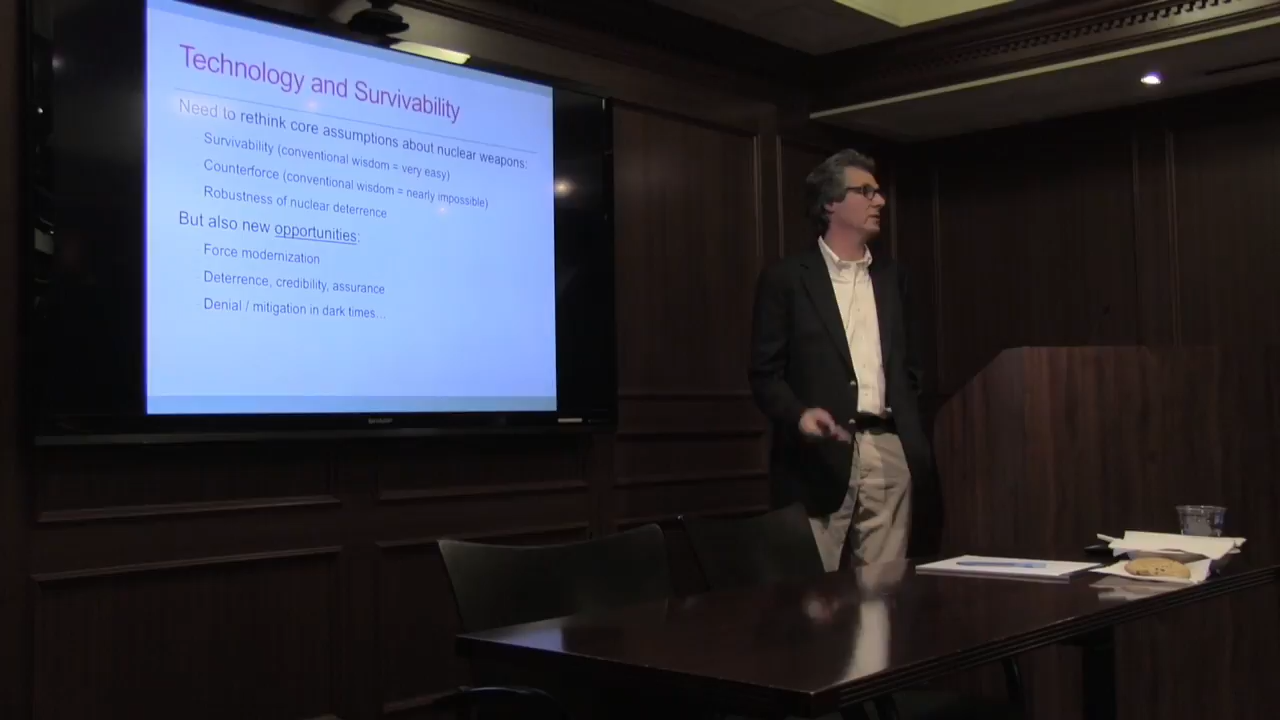 Technology and Survivability
Need to rethink core assumptions about nuclear weapons:
Survivability (conventional wisdom = very easy)
Counterforce (conventional wisdom = nearly impossible)
Robustness of nuclear deterrence
But also new opportunities:
Force modernization
Deterrence, credibility, assurance
Denial / mitigation in dark times...
SHARP